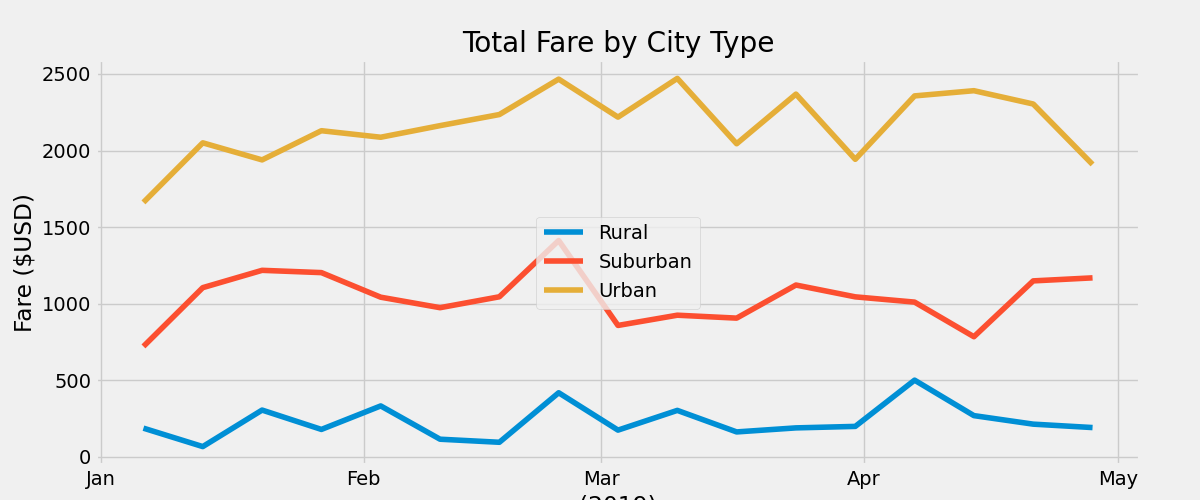 Total Fare by City Type
Fare ($USD)
2500
2000
1500
1000
500
0
Rural
Suburban
Urban
Jan Feb Mar Apr May
(2019)